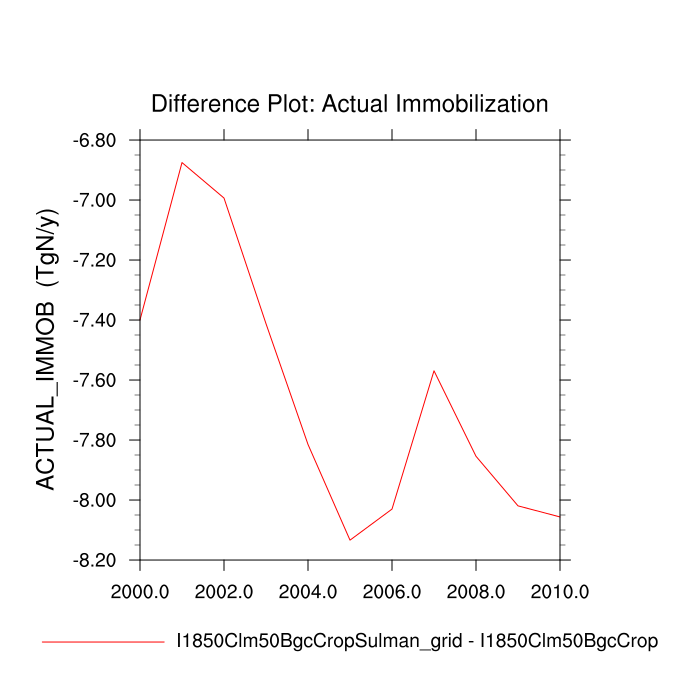 Difference Plot: Actual Immobilization
ACTUAL_IMMOB (TgN/y)
-6.80
-7.00
-7.20
-7.40
-7.60
-7.80
-8.00
-8.20
2000.0 2002.0 2004.0 2006.0 2008.0 2010.0
I1850Clm50BgcCropSulman_grid - I1850Clm50BgcCrop